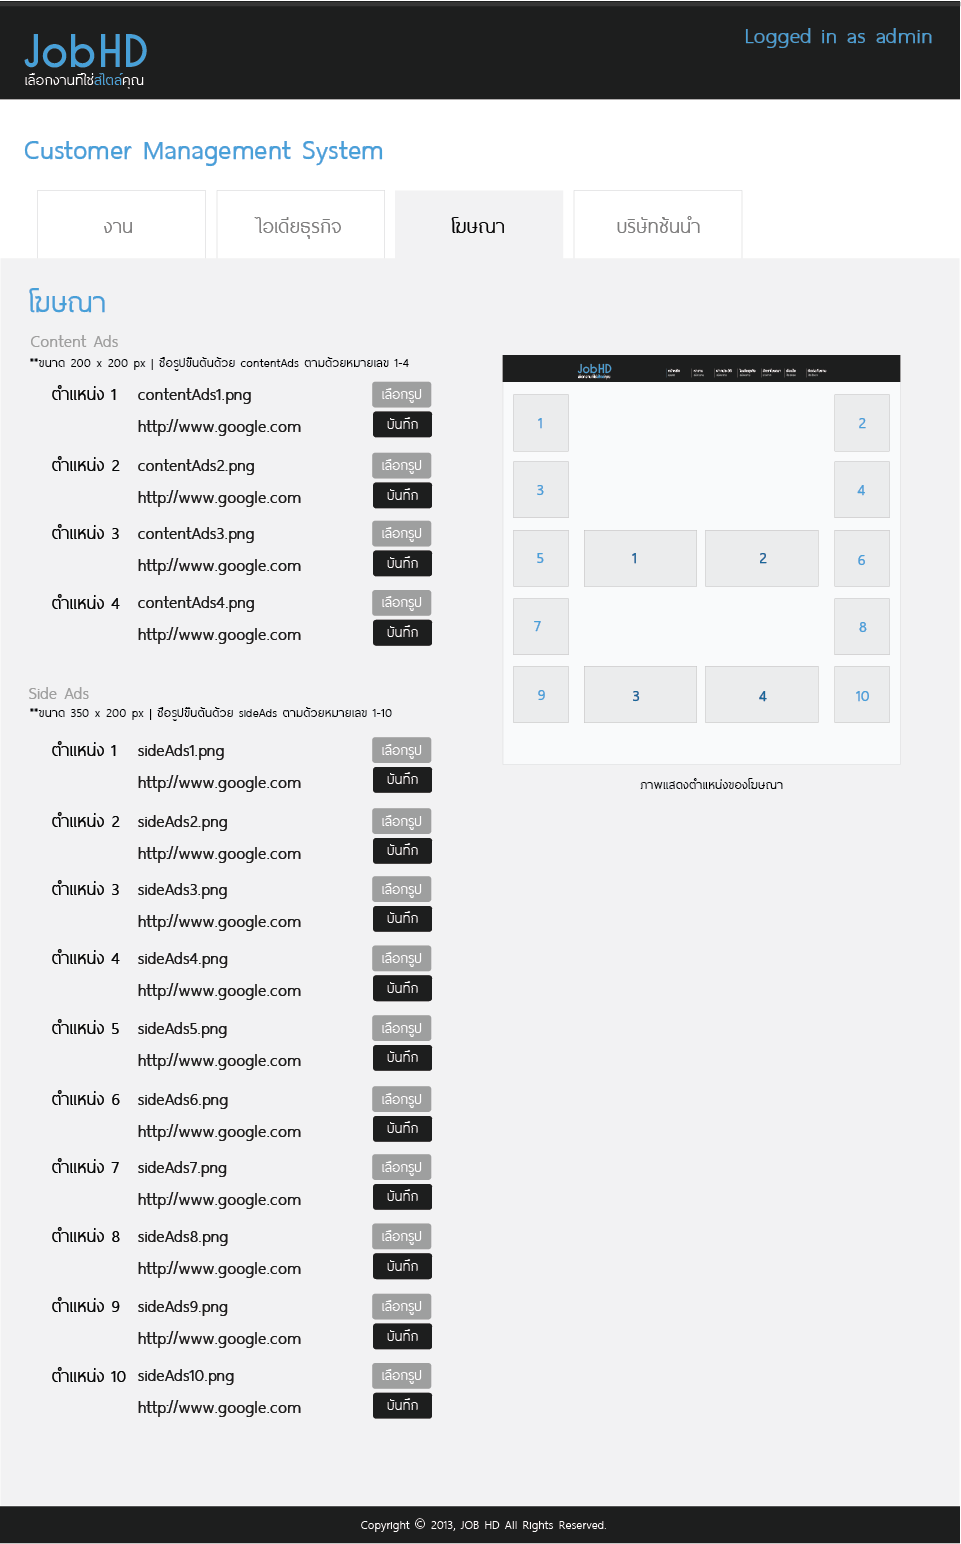 JobHD
เลือกงานที่ใช่สไตล์คุณ
Logged in as admin
Customer Management System
งาน
ไอเดียธุรกิจ
โฆษณา
บริษัทชั้นนำ
โฆษณา
Content Ads
**ขนาด 200 x 200 px | ชื่อรูปขึ้นต้นด้วย contentAds ตามด้วยหมายเลข 1-4
ตำแหน่ง 1 contentAds1.png เลือกรูป
http://www.google.com บันทึก
ตำแหน่ง 2 contentAds2.png เลือกรูป
http://www.google.com บันทึก
ตำแหน่ง 3 contentAds3.png เลือกรูป
http://www.google.com บันทึก
ตำแหน่ง 4 contentAds4.png เลือกรูป
http://www.google.com บันทึก
Side Ads
**ขนาด 350 x 200 px | ชื่อรูปขึ้นต้นด้วย sideAds ตามด้วยหมายเลข 1-10
ตำแหน่ง 1 sideAds1.png เลือกรูป
http://www.google.com บันทึก
ตำแหน่ง 2 sideAds2.png เลือกรูป
http://www.google.com บันทึก
ตำแหน่ง 3 sideAds3.png เลือกรูป
http://www.google.com บันทึก
ตำแหน่ง 4 sideAds4.png เลือกรูป
http://www.google.com บันทึก
ตำแหน่ง 5 sideAds5.png เลือกรูป
http://www.google.com บันทึก
ตำแหน่ง 6 sideAds6.png เลือกรูป
http://www.google.com บันทึก
ตำแหน่ง 7 sideAds7.png เลือกรูป
http://www.google.com บันทึก
ตำแหน่ง 8 sideAds8.png เลือกรูป
http://www.google.com บันทึก
ตำแหน่ง 9 sideAds9.png เลือกรูป
http://www.google.com บันทึก
ตำแหน่ง 10 sideAds10.png เลือกรูป
http://www.google.com บันทึก
JobHD
1 2
3 4
5 1 2 6
7 8
9 3 4 10
ภาพแสดงตำแหน่งของโฆษณา
Copyright © 2013, JOB HD All Rights Reserved.